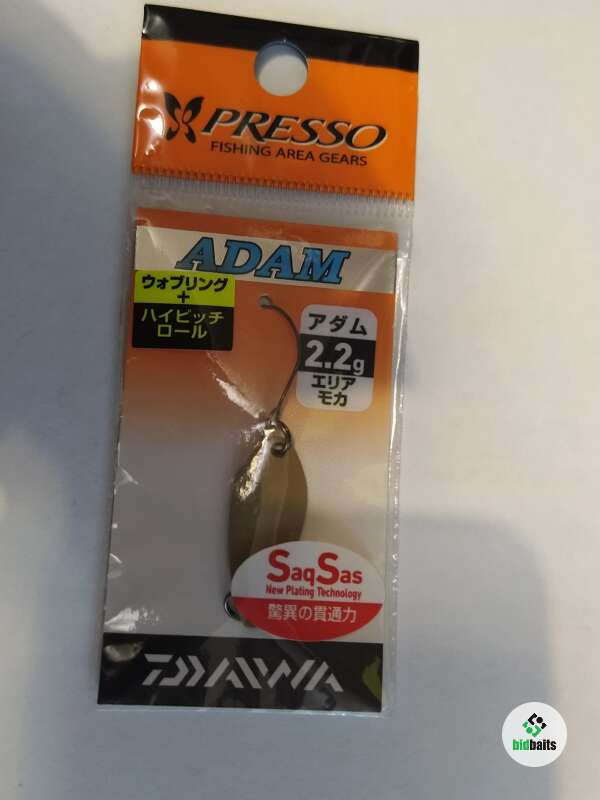 PRESSO
FISHING AREA GEARS
ADAM
ウォブリング
+
ハイピッチ
ロール
アダム
2.2g
エリア
モカ
SaqSas
New Plating Technology
驚異の貫通力
DAIWA
bidbaits